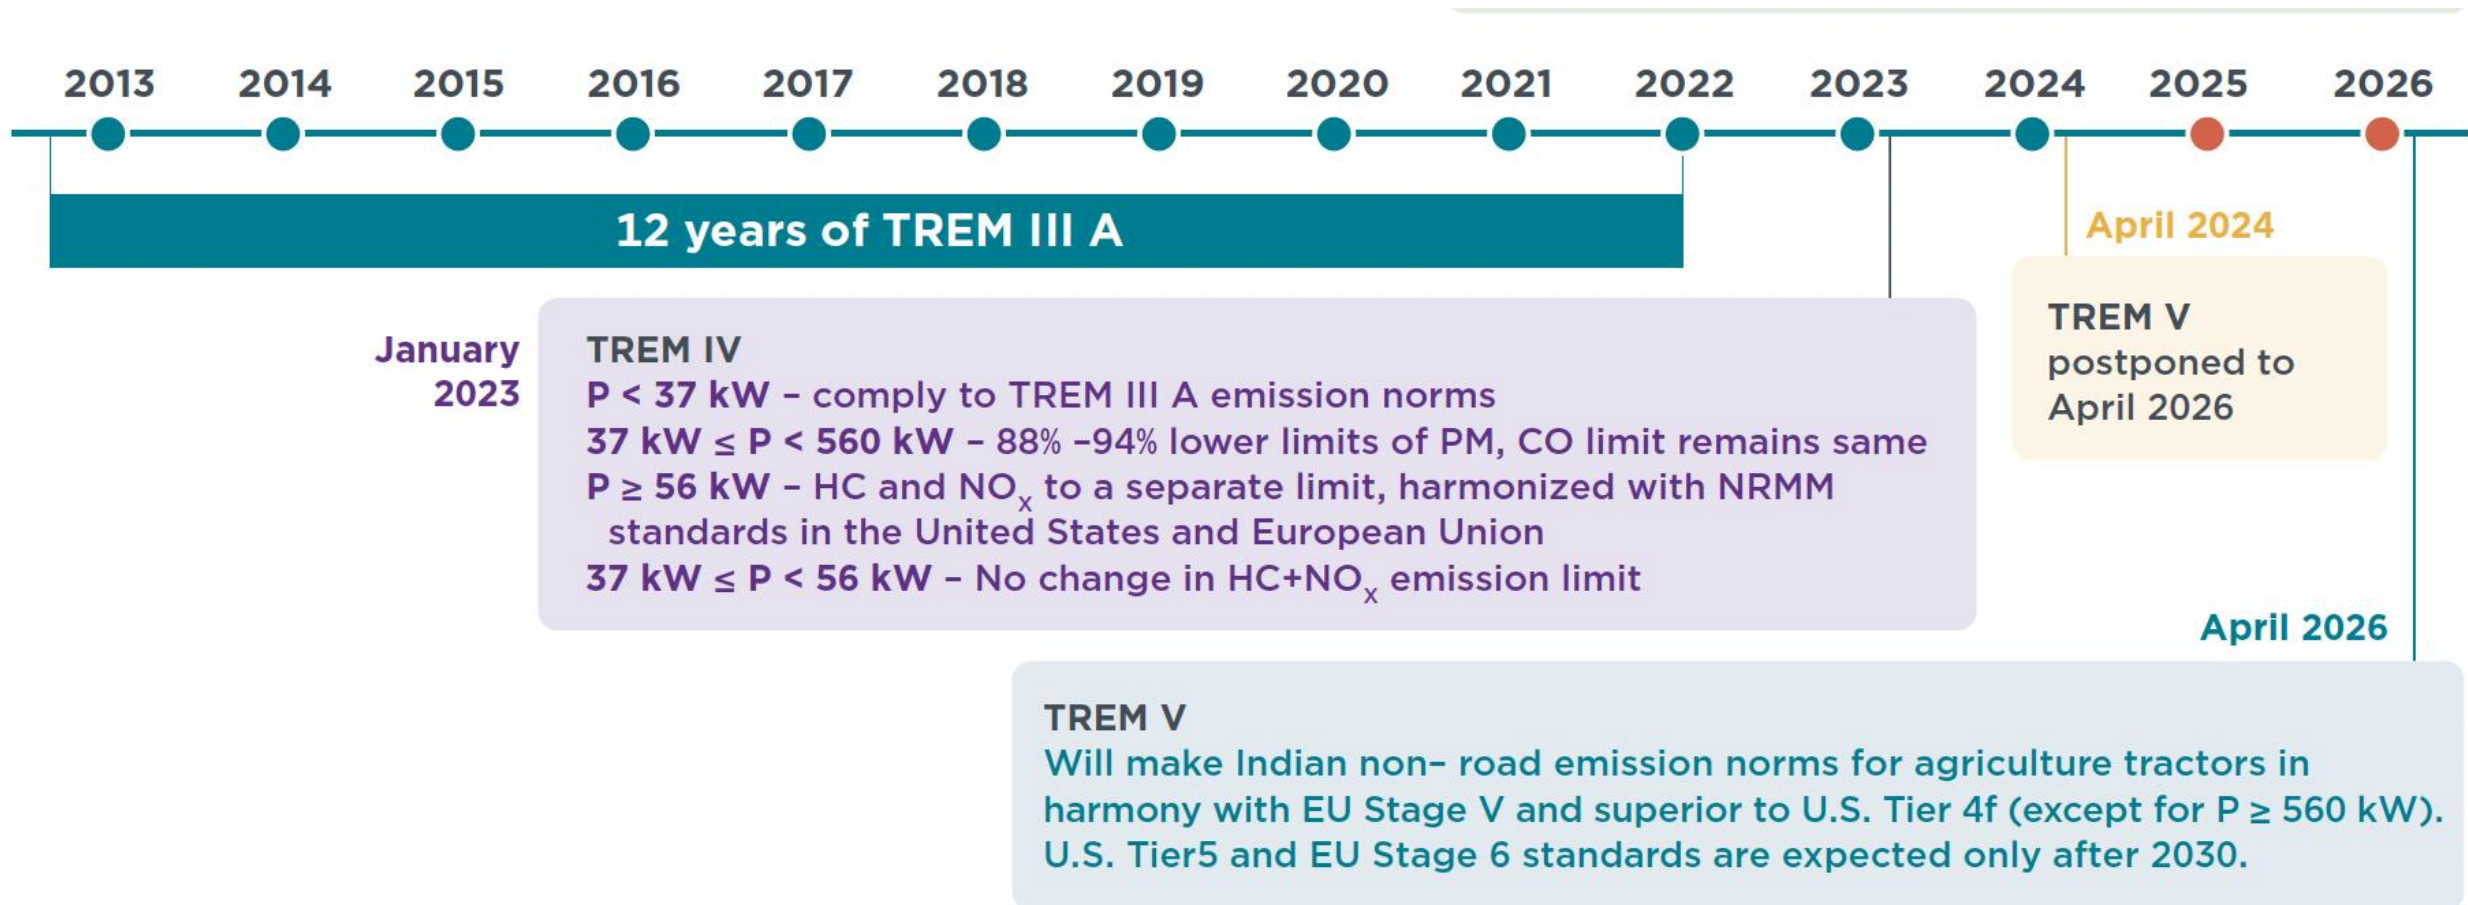 2013 2014 2015 2016 2017 2018 2019 2020 2021 2022 2023 2024 2025 2026
12 years of TREM III A
April 2024
TREM V
postponed to
April 2026
January
2023
TREM IV
P < 37 kW – comply to TREM III A emission norms
37 kW ≤ P < 560 kW – 88% –94% lower limits of PM, CO limit remains same
P ≥ 56 kW – HC and NOx to a separate limit, harmonized with NRMM
standards in the United States and European Union
37 kW ≤ P < 56 kW – No change in HC+NOx emission limit
April 2026
TREM V
Will make Indian non– road emission norms for agriculture tractors in
harmony with EU Stage V and superior to U.S. Tier 4f (except for P ≥ 560 kW).
U.S. Tier5 and EU Stage 6 standards are expected only after 2030.